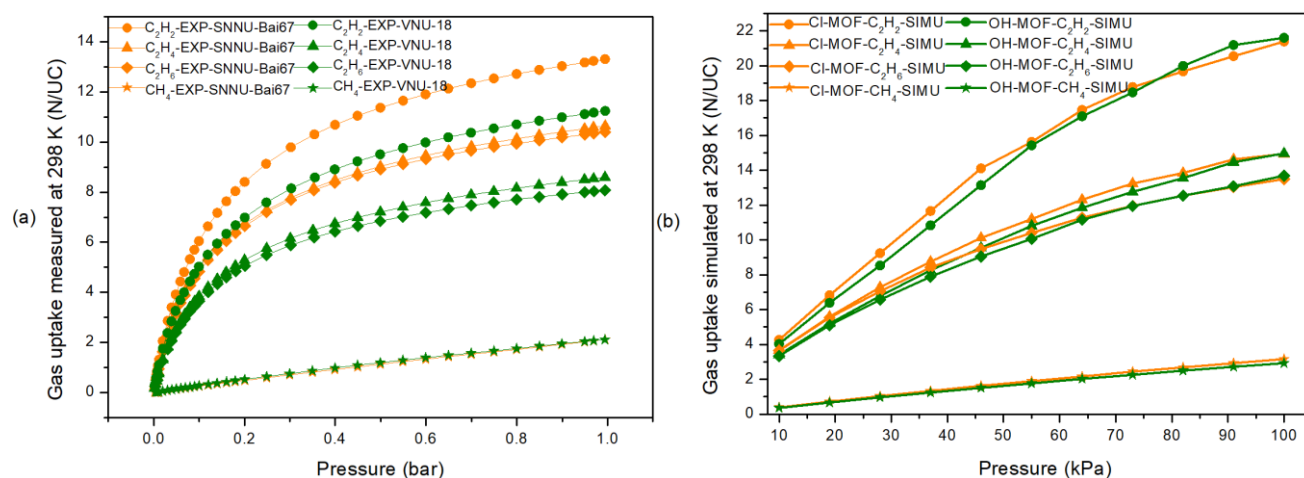 (a)
Gas uptake measured at 298 K (N/UC)
14
12
10
8
6
4
2
0
C₂H₂-EXP-SNNU-Bai67
C₂H₄-EXP-SNNU-Bai67
C₂H₆-EXP-SNNU-Bai67
CH₄-EXP-SNNU-Bai67
C₂H₂-EXP-VNU-18
C₂H₄-EXP-VNU-18
C₂H₆-EXP-VNU-18
CH₄-EXP-VNU-18
0.0 0.2 0.4 0.6 0.8 1.0
Pressure (bar)
(b)
Gas uptake simulated at 298 K (N/UC)
22
20
18
16
14
12
10
8
6
4
2
0
Cl-MOF-C₂H₂-SIMU
Cl-MOF-C₂H₄-SIMU
Cl-MOF-C₂H₆-SIMU
Cl-MOF-CH₄-SIMU
OH-MOF-C₂H₂-SIMU
OH-MOF-C₂H₄-SIMU
OH-MOF-C₂H₆-SIMU
OH-MOF-CH₄-SIMU
10 20 30 40 50 60 70 80 90 100
Pressure (kPa)